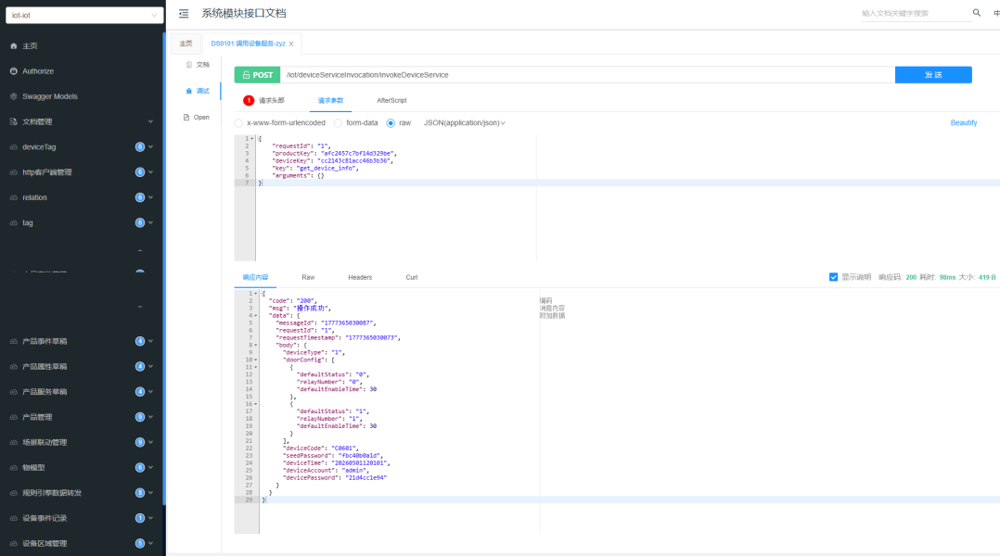 iot-iot
系统模块接口文档
输入文档关键字搜索
中
主页
Authorize
Swagger Models
文档管理
deviceTag
6
http客户端管理
6
relation
6
tag
6
产品事件草稿
4
产品属性草稿
4
产品服务草稿
4
产品管理
9
场景联动管理
9
物模型
6
规则引擎数据转发
8
设备事件记录
1
设备区域管理
5
主页
DS0101:调用设备服务-zyz
文档
调试
Open
POST
/iot/deviceServiceInvocation/invokeDeviceService
发 送
1 请求头部
请求参数
AfterScript
x-www-form-urlencoded
form-data
raw
JSON(application/json)
Beautify
1 {
2 "requestId": "1",
3 "productKey": "afc2457c7bf14d329be",
4 "deviceKey": "cc2143c81acc46b3b36",
5 "key": "get_device_info",
6 "arguments": {}
7 }
响应内容
Raw
Headers
Curl
显示说明
响应码: 200 耗时: 98ms 大小: 419 B
1 {
2 "code": "200", 编码
3 "msg": "操作成功", 消息内容
4 "data": { 附加数据
5 "messageId": "1777365030087",
6 "requestId": "1",
7 "requestTimestamp": "1777365030073",
8 "body": {
9 "deviceType": "1",
10 "doorConfig": [
11 {
12 "defaultStatus": "0",
13 "relayNumber": "0",
14 "defaultEnableTime": 30
15 },
16 {
17 "defaultStatus": "1",
18 "relayNumber": "1",
19 "defaultEnableTime": 30
20 }
21 ],
22 "deviceCode": "C0601",
23 "seedPassword": "fbc40b0a1d",
24 "deviceTime": "20260501120101",
25 "deviceAccount": "admin",
26 "devicePassword": "21d4cc1e94"
27 }
28 }
29 }